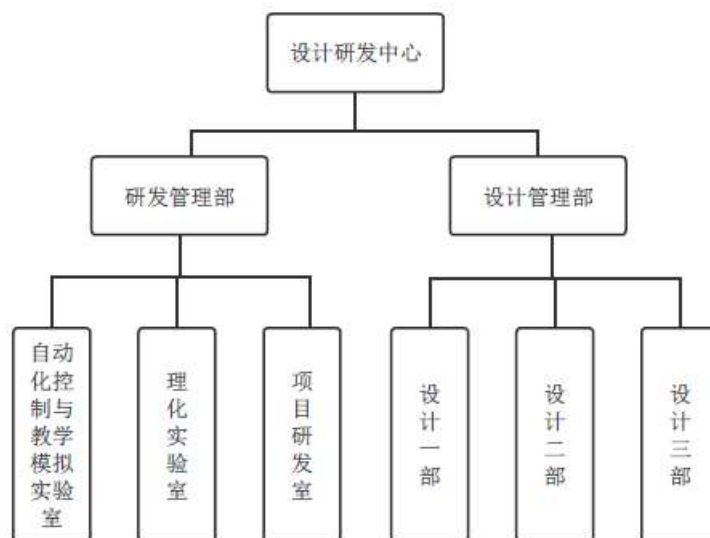 设计研发中心
研发管理部
设计管理部
自动
化控
制与
教学
模拟
实验
室
理化实验室
项目研发室
设计一部
设计二部
设计三部